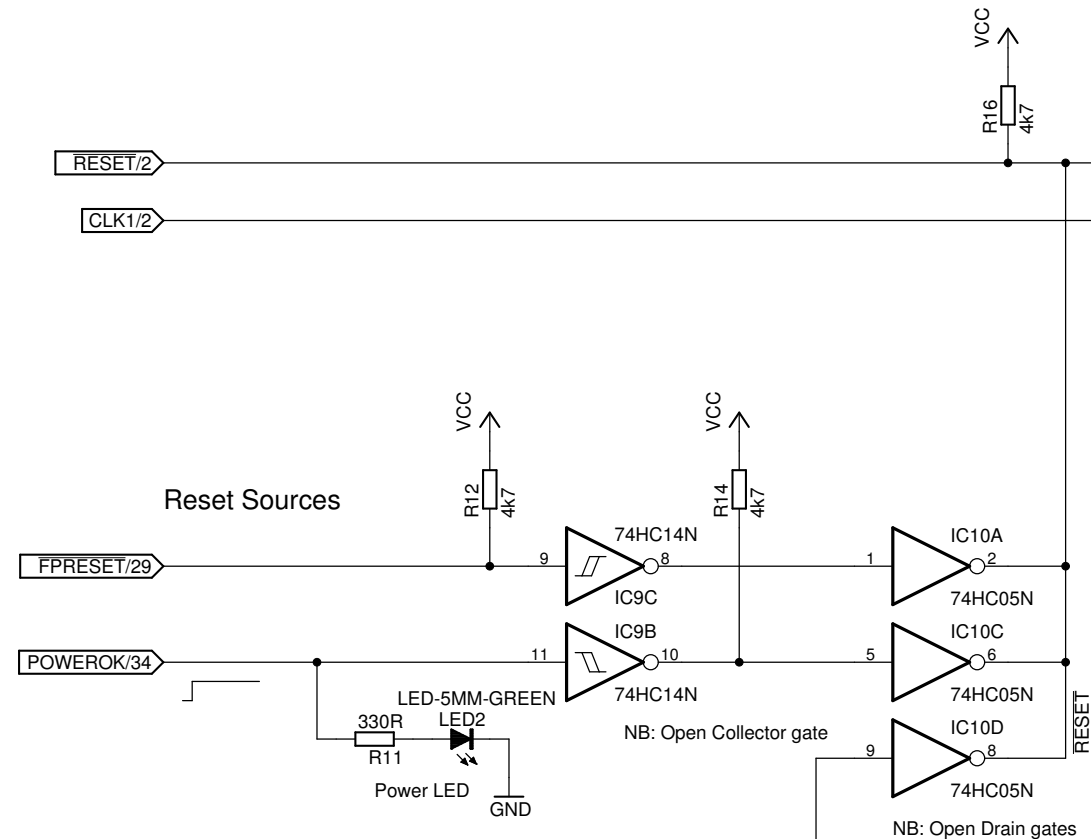 VCC
R16
4k7
RESET/2
CLK1/2
VCC
VCC
R12
4k7
R14
4k7
Reset Sources
74HC14N
IC10A
FPRESET/29
9
8
1
2
IC9C
74HC05N
IC9B
IC10C
POWEROK/34
11
10
5
6
74HC14N
74HC05N
LED-5MM-GREEN
330R
LED2
R11
NB: Open Collector gate
IC10D
RESET
9
8
Power LED
GND
74HC05N
NB: Open Drain gates